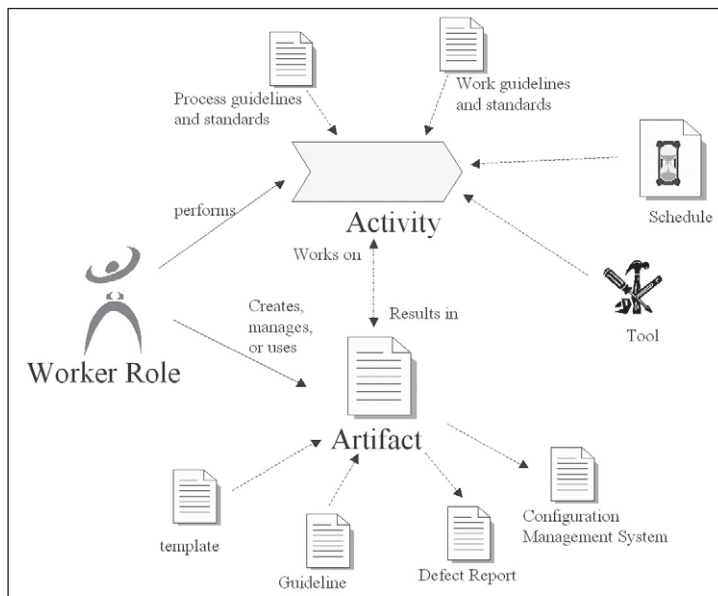 Process guidelines
and standards
Work guidelines
and standards
Schedule
performs
Activity
Works on
Tool
Creates,
manages,
or uses
Results in
Worker Role
Artifact
template
Guideline
Defect Report
Configuration
Management System